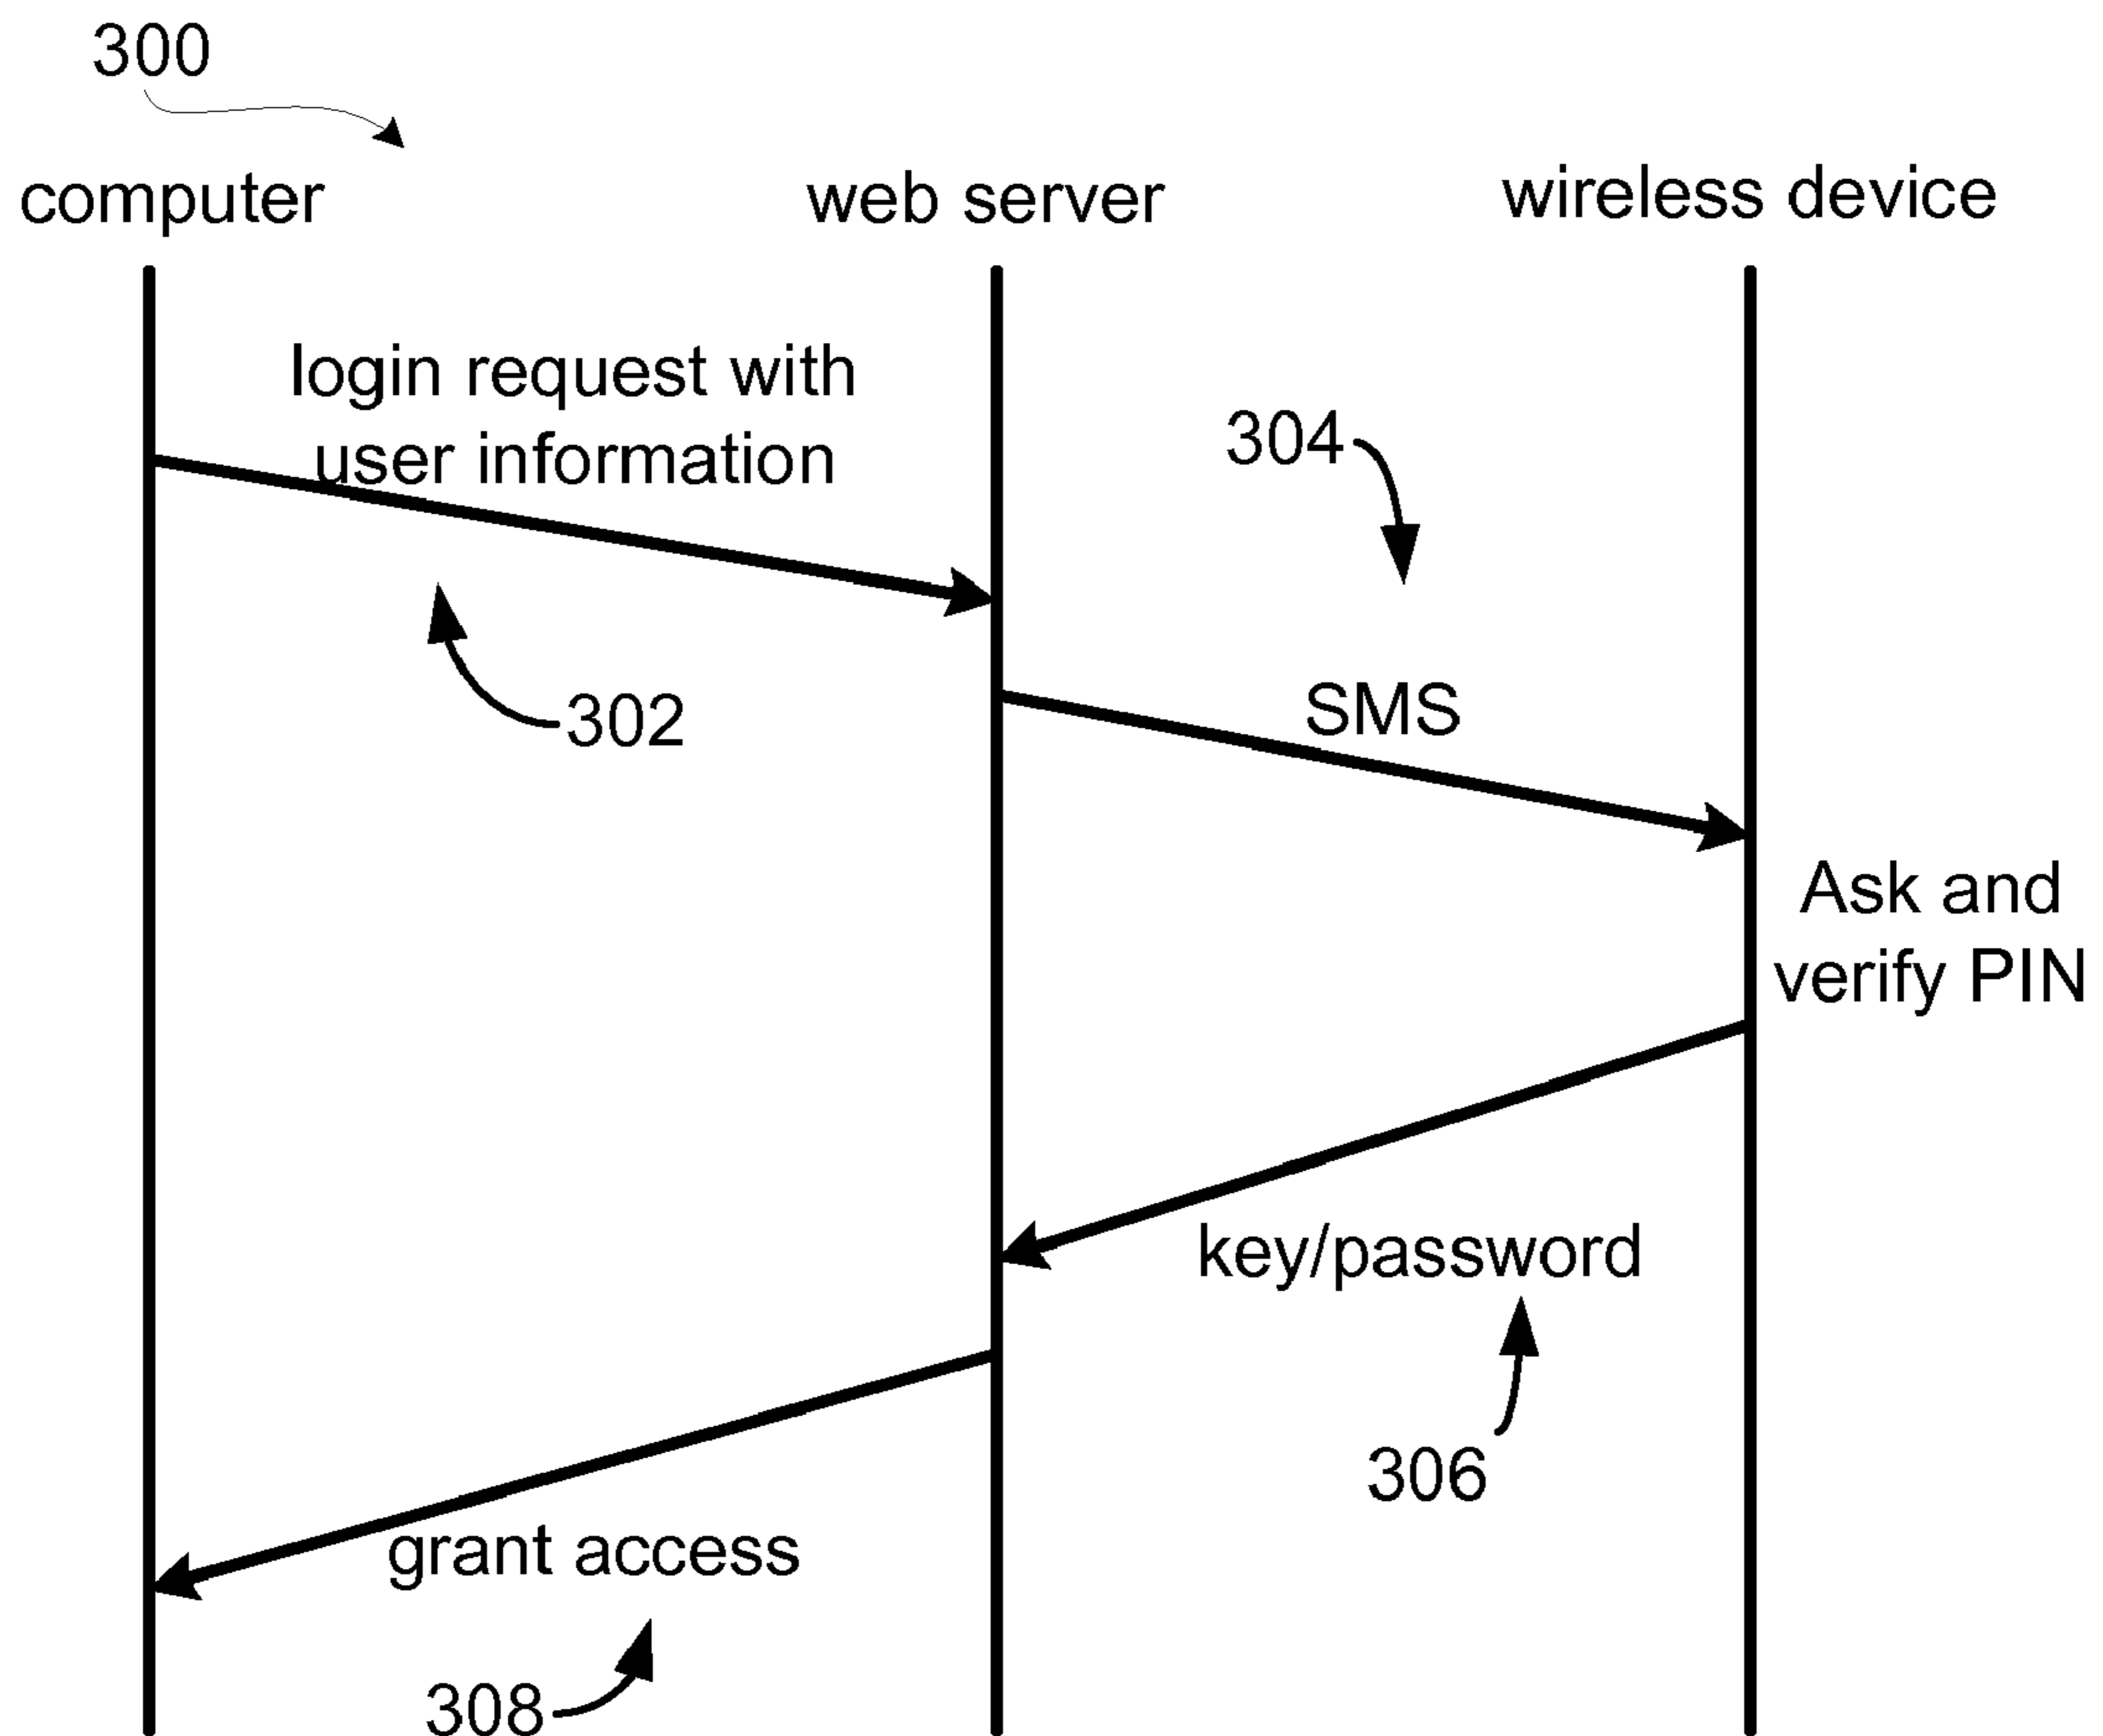 300
computer
web server
wireless device
login request with
user information
304
302
SMS
Ask and
verify PIN
key/password
306
grant access
308